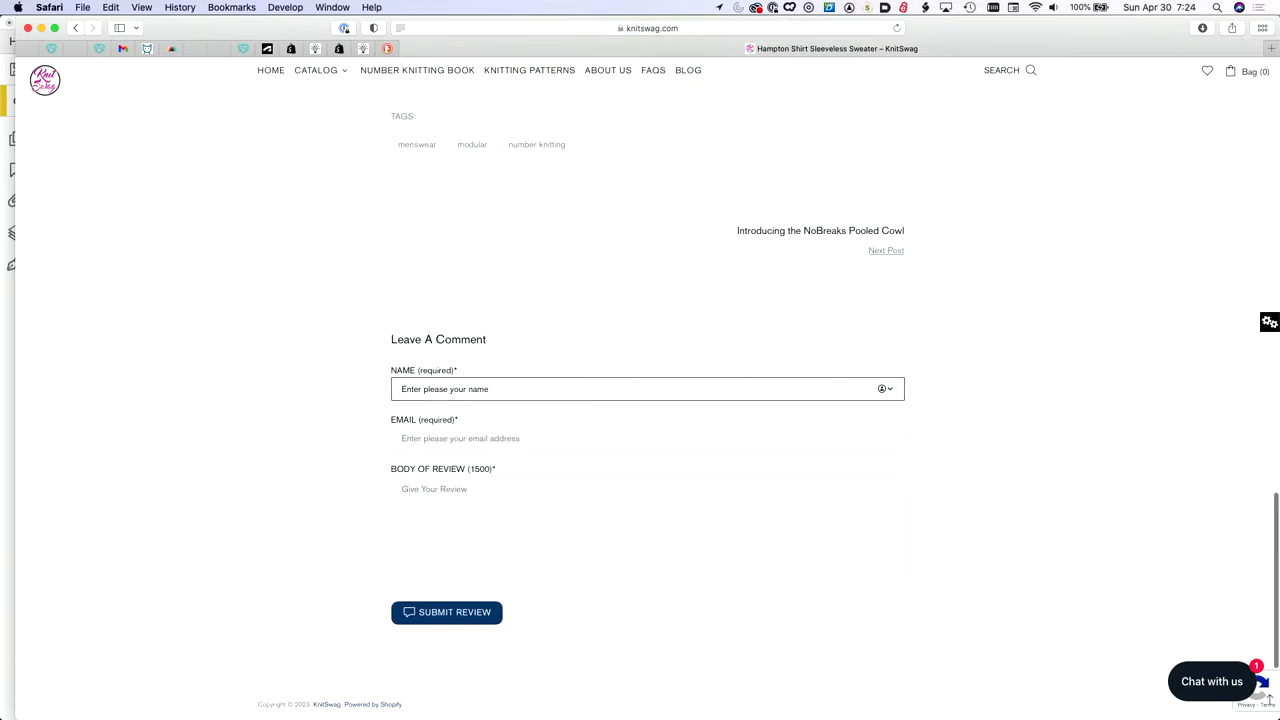 Safari File Edit View History Bookmarks Develop Window Help 100% Sun Apr 30 7:24
knitswag.com
Hampton Shirt Sleeveless Sweater – KnitSwag
Knit Swag
HOME CATALOG NUMBER KNITTING BOOK KNITTING PATTERNS ABOUT US FAQS BLOG SEARCH Bag (0)
TAGS:
menswear modular number knitting
Introducing the NoBreaks Pooled Cowl
Next Post
Leave A Comment
NAME (required)*
Enter please your name
EMAIL (required)*
Enter please your email address
BODY OF REVIEW (1500)*
Give Your Review
SUBMIT REVIEW
1
Chat with us
Copyright © 2023, KnitSwag. Powered by Shopify
Privacy - Terms